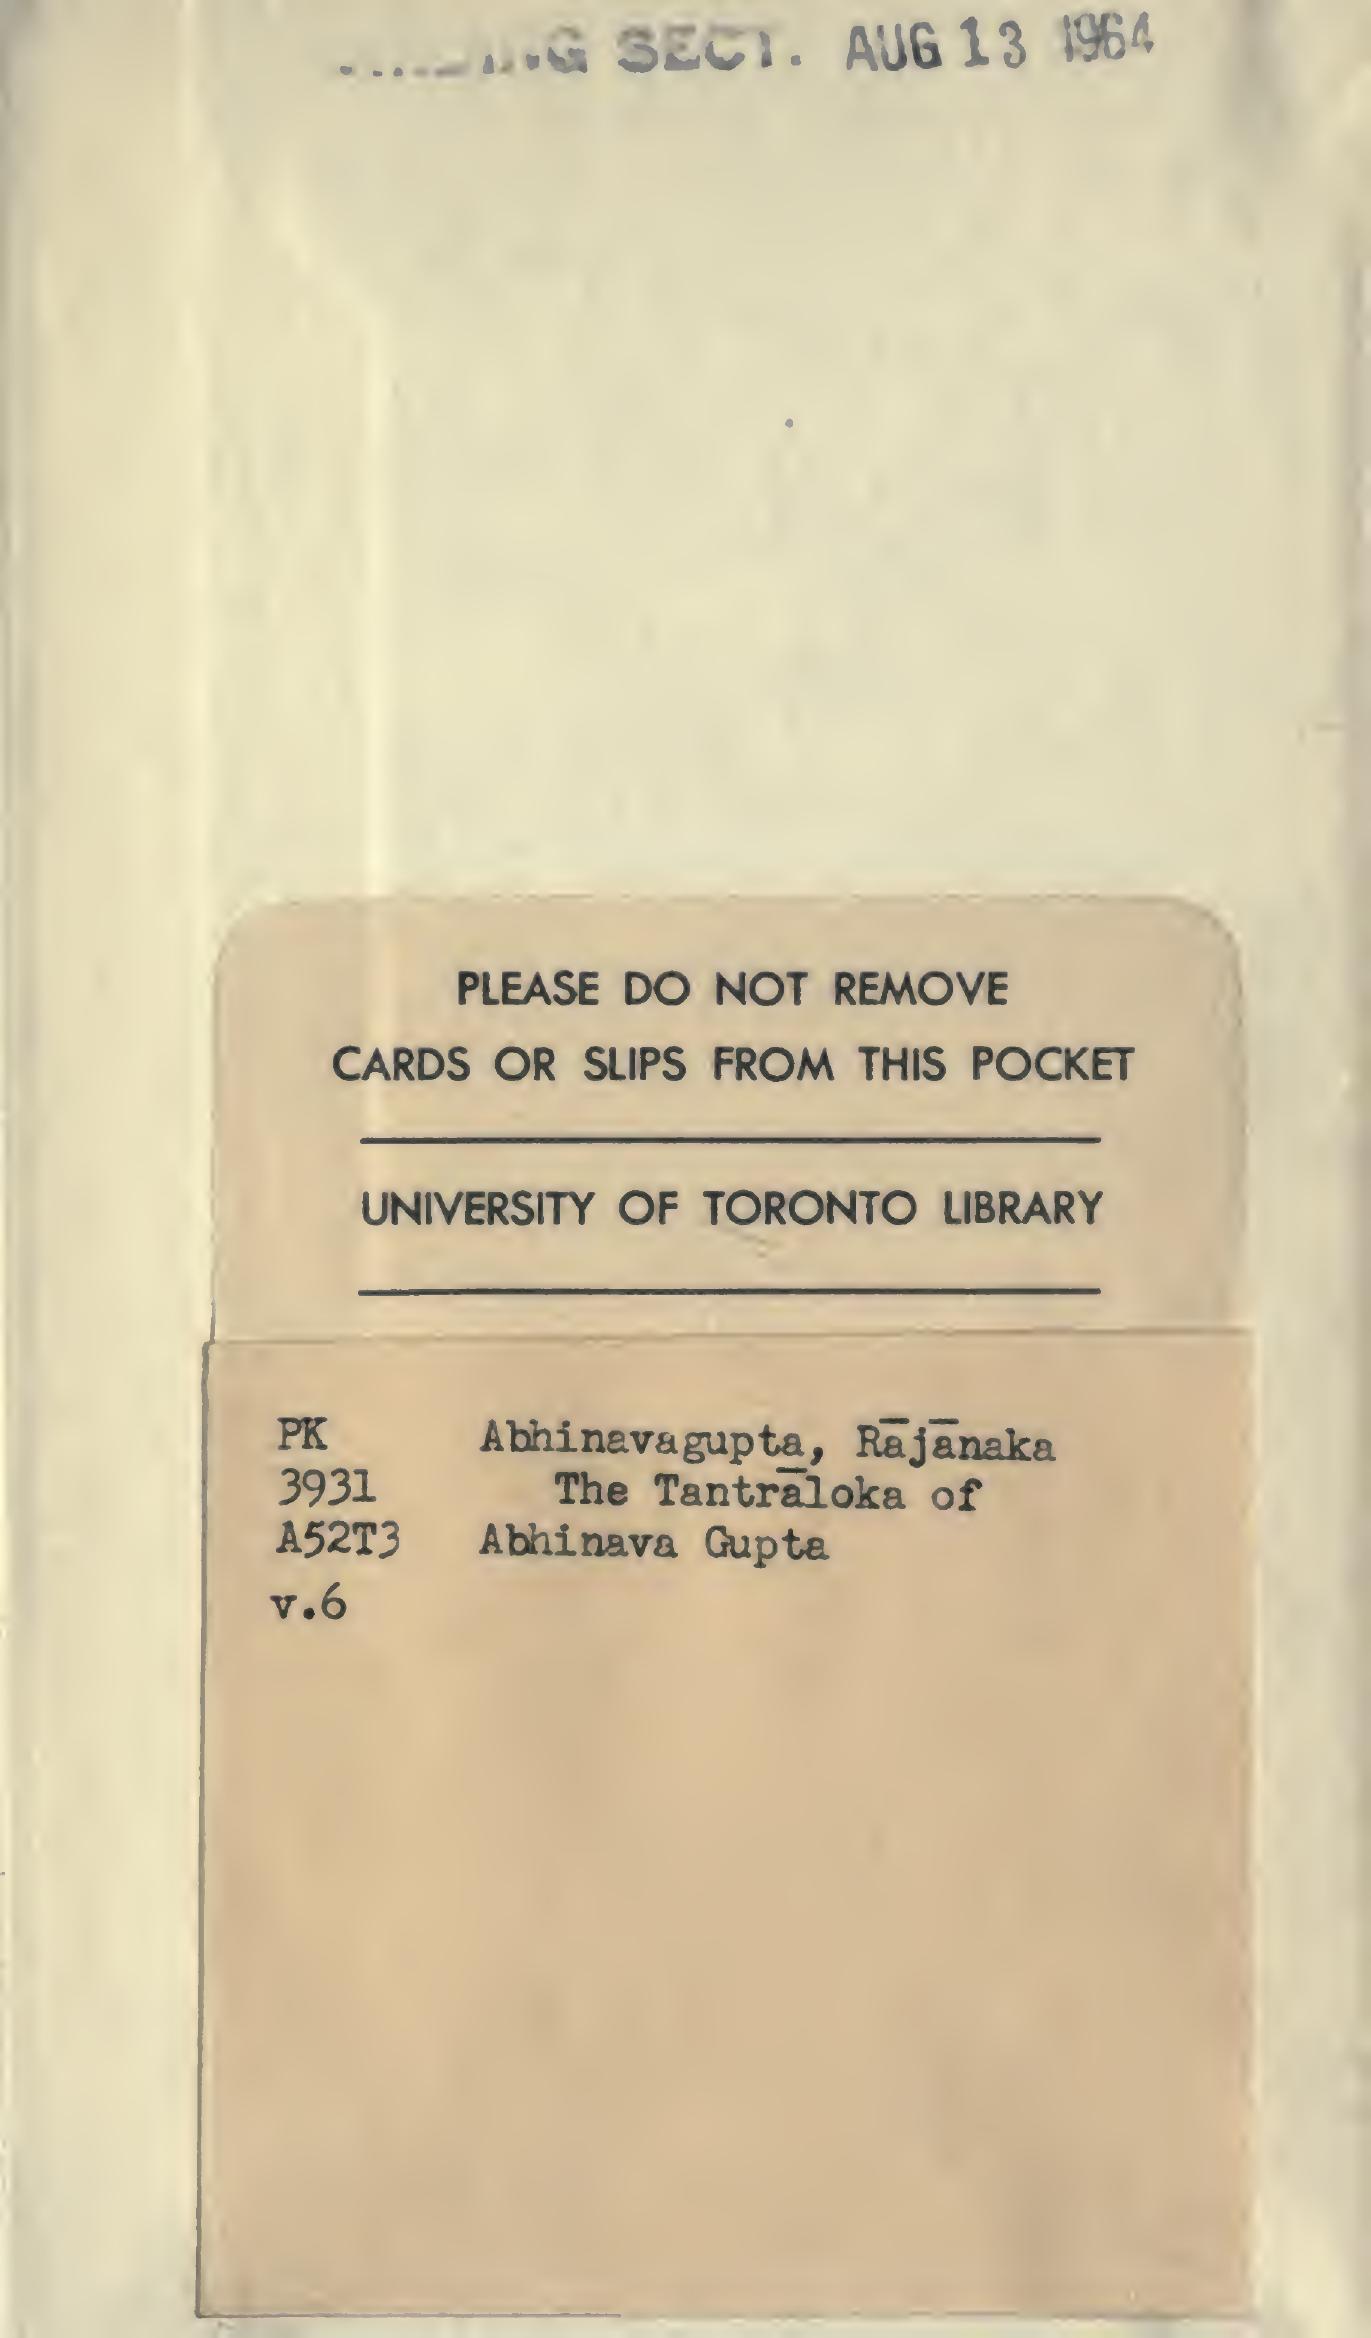 SECT. AUG 13 1964
PLEASE DO NOT REMOVE
CARDS OR SLIPS FROM THIS POCKET
UNIVERSITY OF TORONTO LIBRARY
PK Abhinavagupta, Rājānaka
3931 The Tantrāloka of
A52T3 Abhinava Gupta
v.6